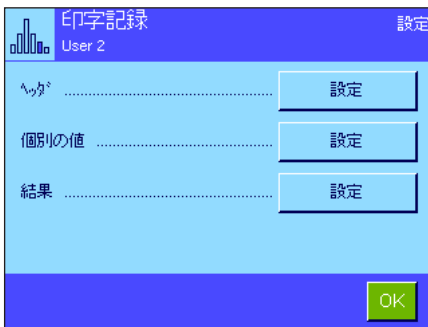 印字記録 設定
User 2
ﾍｯﾀﾞ ........................................ 設定
個別の値 .................................. 設定
結果 ........................................ 設定
OK